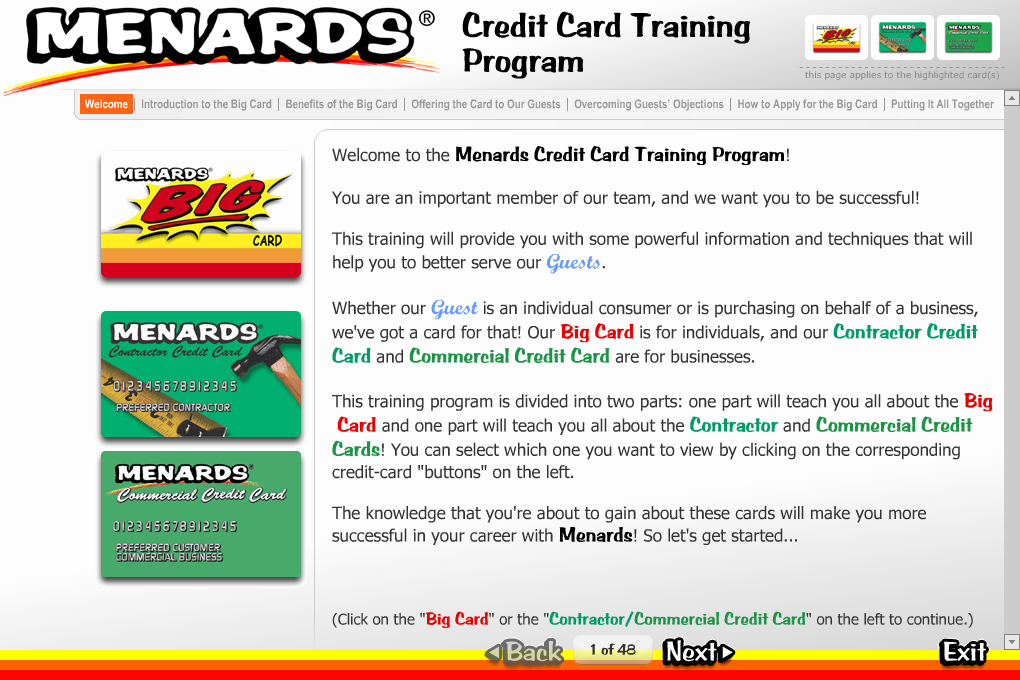 MENARDS®
Credit Card Training
Program
MENARDS
BIG
this page applies to the highlighted card(s)
Welcome | Introduction to the Big Card | Benefits of the Big Card | Offering the Card to Our Guests | Overcoming Guests' Objections | How to Apply for the Big Card | Putting It All Together
MENARDS®
BIG
CARD
MENARDS®
Contractor Credit Card
012345678912345
PREFERRED CONTRACTOR
MENARDS®
Commercial Credit Card
012345678912345
PREFERRED CUSTOMER
COMMERCIAL BUSINESS
Welcome to the Menards Credit Card Training Program!
You are an important member of our team, and we want you to be successful!
This training will provide you with some powerful information and techniques that will
help you to better serve our Guests.
Whether our Guest is an individual consumer or is purchasing on behalf of a business,
we've got a card for that! Our Big Card is for individuals, and our Contractor Credit
Card and Commercial Credit Card are for businesses.
This training program is divided into two parts: one part will teach you all about the Big
Card and one part will teach you all about the Contractor and Commercial Credit
Cards! You can select which one you want to view by clicking on the corresponding
credit-card "buttons" on the left.
The knowledge that you're about to gain about these cards will make you more
successful in your career with Menards! So let's get started...
(Click on the "Big Card" or the "Contractor/Commercial Credit Card" on the left to continue.)
Back 1 of 48 Next Exit